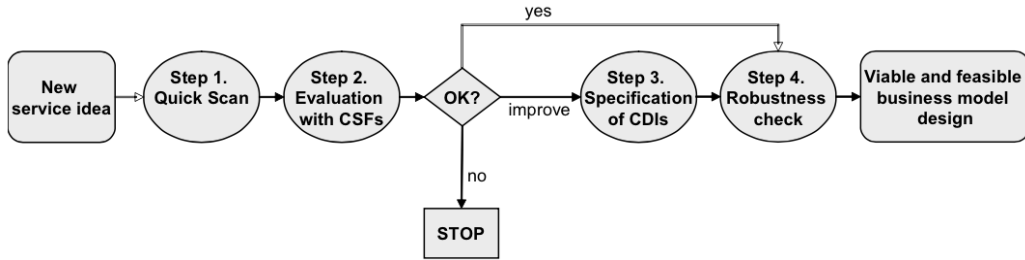 yes
New
service idea
Step 1.
Quick Scan
Step 2.
Evaluation
with CSFs
OK?
improve
Step 3.
Specification
of CDIs
Step 4.
Robustness
check
Viable and feasible
business model
design
no
STOP